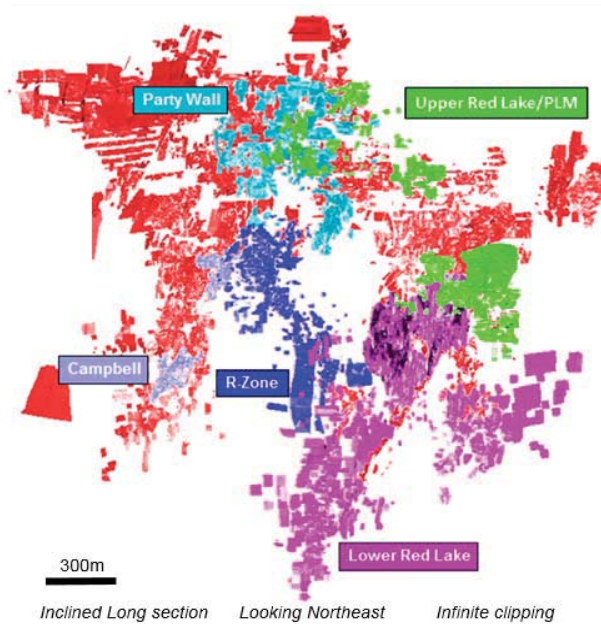 Party Wall
Upper Red Lake/PLM
Campbell
R-Zone
Lower Red Lake
300m
Inclined Long section Looking Northeast Infinite clipping